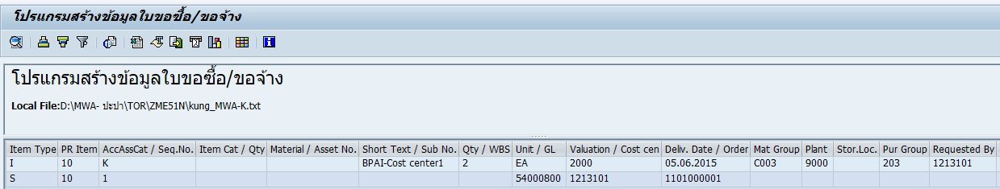 โปรแกรมสร้างข้อมูลใบขอซื้อ/ขอจ้าง
โปรแกรมสร้างข้อมูลใบขอซื้อ/ขอจ้าง
Local File:D:\MWA- ปะปา\TOR\ZME51N\kung_MWA-K.txt
Item Type PR Item AccAssCat / Seq.No. Item Cat / Qty Material / Asset No. Short Text / Sub No. Qty / WBS Unit / GL Valuation / Cost cen Deliv. Date / Order Mat Group Plant Stor.Loc. Pur Group Requested By
I 10 K BPAI-Cost center1 2 EA 2000 05.06.2015 C003 9000 203 1213101
S 10 1 54000800 1213101 1101000001